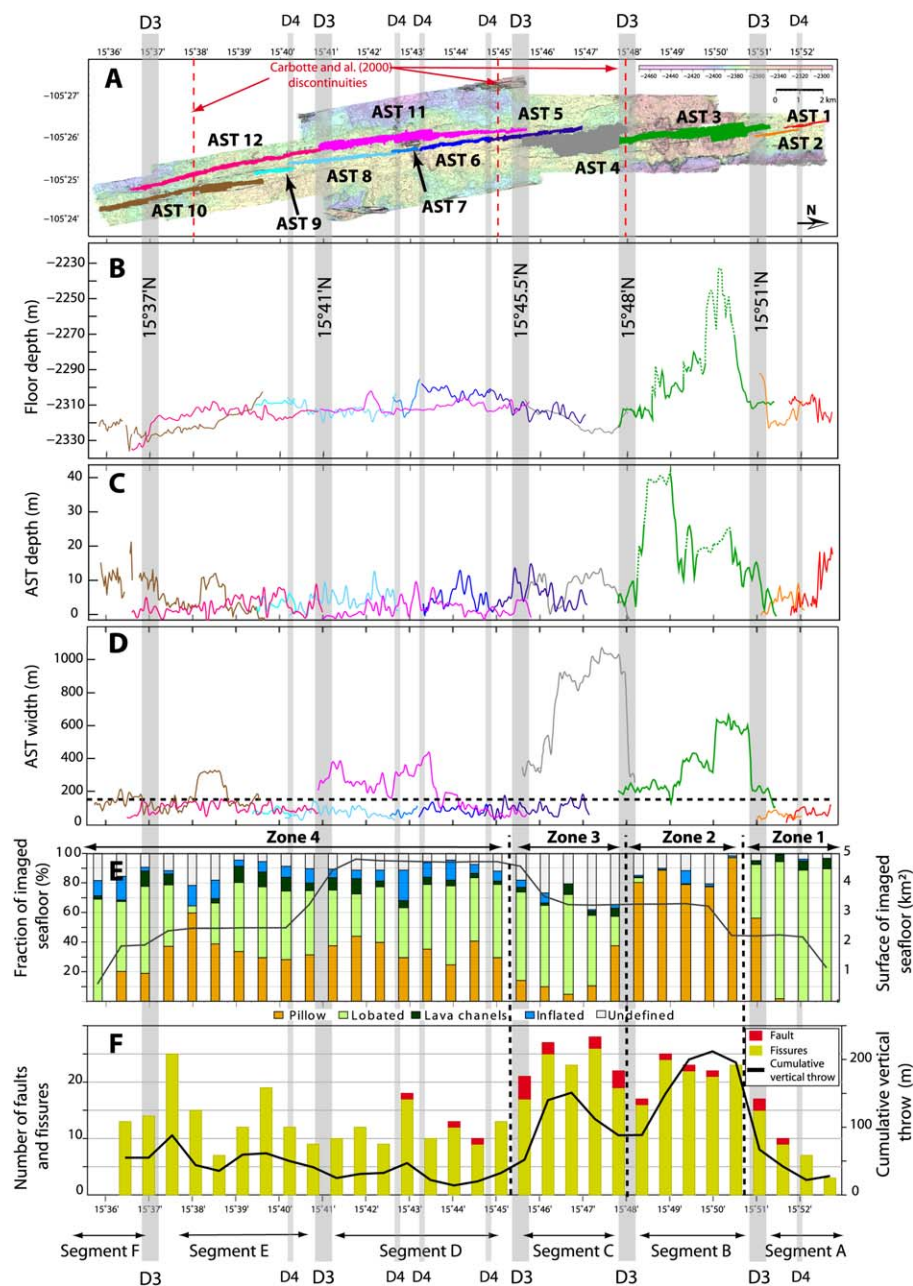 D3 D3 D4 D4 D4 D3 D3 D3 D4
15°36' 15°37' 15°38' 15°39' 15°40' 15°41' 15°42' 15°43' 15°44' 15°45' 15°46' 15°47' 15°48' 15°49' 15°50' 15°51' 15°52'
A
Carbotte and al. (2000)
discontinuities
-2460 -2420 -2400 -2380 -2360 -2340 -2320 -2300
0 1 2 km
-105°27'
-105°26'
-105°25'
-105°24'
AST 12
AST 11
AST 5
AST 3
AST 1
AST 2
AST 6
AST 4
AST 8
AST 7
AST 10
AST 9
N
B
Floor depth (m)
-2230
-2250
-2270
-2290
-2310
-2330
15°37'N
15°41'N
15°45.5'N
15°48'N
15°51'N
C
AST depth (m)
40
30
20
10
0
D
AST width (m)
1000
800
600
400
200
0
Zone 4 Zone 3 Zone 2 Zone 1
E
Fraction of imaged
seafloor (%)
100
80
60
40
20
5
4
3
2
1
Surface of imaged
seafloor (km²)
Pillow Lobated Lava chanels Inflated Undefined
F
Number of faults
and fissures
20
10
0
Fault
Fissures
Cumulative
vertical throw
200
100
0
Cumulative vertical
throw (m)
15°36' 15°37' 15°38' 15°39' 15°40' 15°41' 15°42' 15°43' 15°44' 15°45' 15°46' 15°47' 15°48' 15°49' 15°50' 15°51' 15°52'
Segment F Segment E Segment D Segment C Segment B Segment A
D3 D4 D3 D4 D4 D4 D3 D3 D3 D4